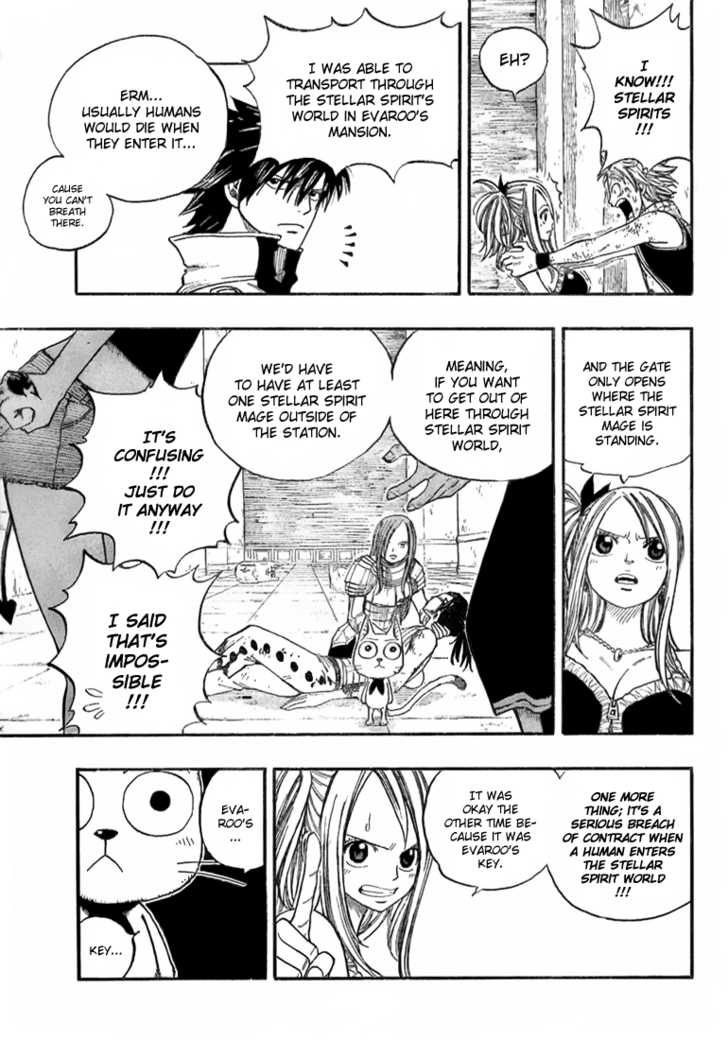 I
KNOW!!!
STELLAR
SPIRITS
!!!
EH?
I WAS ABLE TO
TRANSPORT THROUGH
THE STELLAR SPIRIT'S
WORLD IN EVAROO'S
MANSION.
ERM...
USUALLY HUMANS
WOULD DIE WHEN
THEY ENTER IT...
CAUSE
YOU CAN'T
BREATH
THERE.
AND THE GATE
ONLY OPENS
WHERE THE
STELLAR SPIRIT
MAGE IS
STANDING.
MEANING,
IF YOU WANT
TO GET OUT OF
HERE THROUGH
STELLAR SPIRIT
WORLD,
WE'D HAVE
TO HAVE AT LEAST
ONE STELLAR SPIRIT
MAGE OUTSIDE OF
THE STATION.
IT'S
CONFUSING
!!!
JUST DO
IT ANYWAY
!!!
I SAID
THAT'S
IMPOS-
SIBLE
!!!
ONE MORE
THING; IT'S A
SERIOUS BREACH
OF CONTRACT WHEN
A HUMAN ENTERS
THE STELLAR
SPIRIT WORLD
!!!
IT WAS
OKAY THE
OTHER TIME BE-
CAUSE IT WAS
EVAROO'S
KEY.
EVA-
ROO'S
...
KEY...